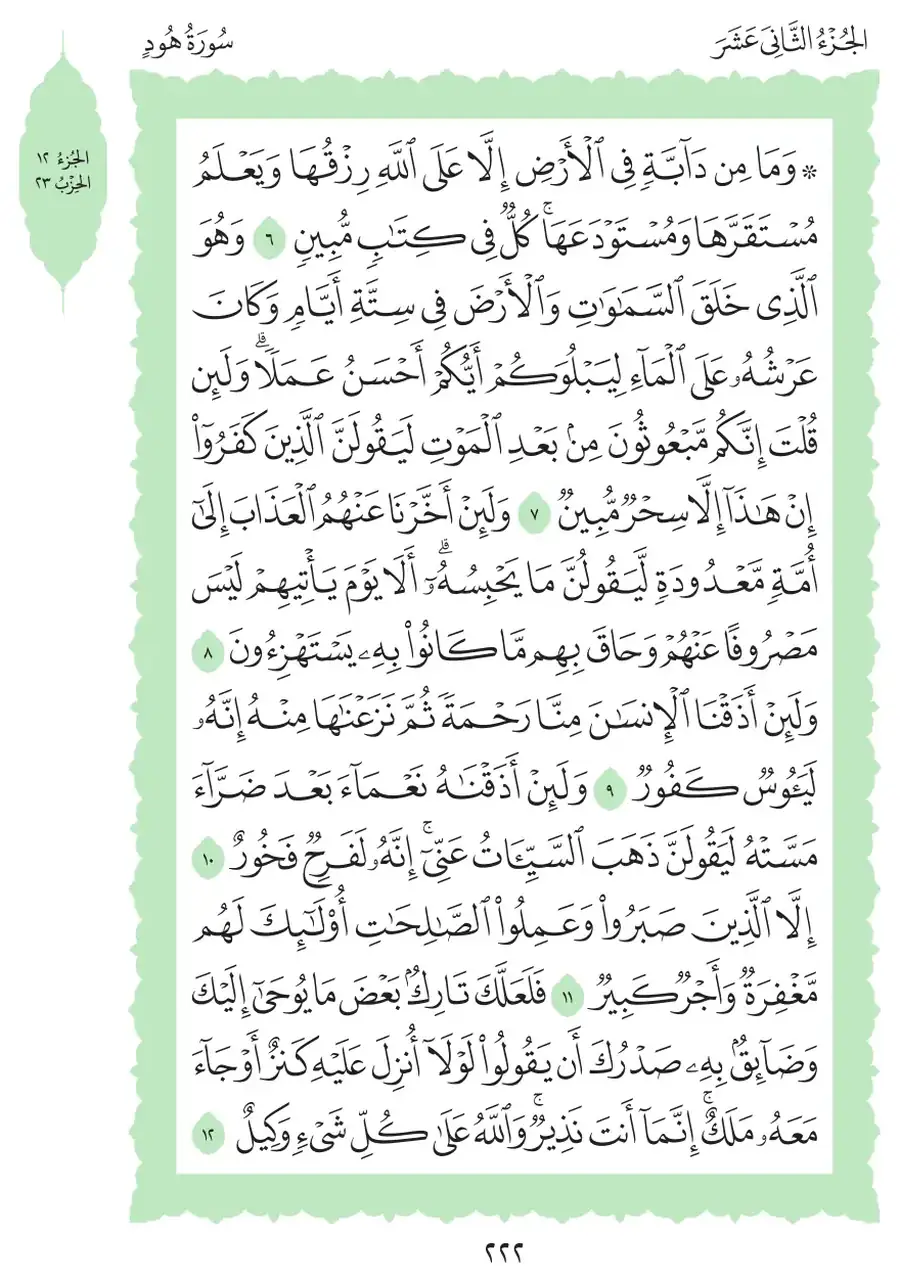 الجُزْءُ الثَّانِيَ عَشَرَ
سُورَةُ هُودٍ
الجُزءُ ١٢
الحِزْبُ ٢٣
۞ وَمَا مِن دَآبَّةٖ فِي ٱلۡأَرۡضِ إِلَّا عَلَى ٱللَّهِ رِزۡقُهَا وَيَعۡلَمُ
مُسۡتَقَرَّهَا وَمُسۡتَوۡدَعَهَاۚ كُلّٞ فِي كِتَٰبٖ مُّبِينٖ ٦ وَهُوَ
ٱلَّذِي خَلَقَ ٱلسَّمَٰوَٰتِ وَٱلۡأَرۡضَ فِي سِتَّةِ أَيَّامٖ وَكَانَ
عَرۡشُهُۥ عَلَى ٱلۡمَآءِ لِيَبۡلُوَكُمۡ أَيُّكُمۡ أَحۡسَنُ عَمَلٗاۗ وَلَئِن
قُلۡتَ إِنَّكُم مَّبۡعُوثُونَ مِنۢ بَعۡدِ ٱلۡمَوۡتِ لَيَقُولَنَّ ٱلَّذِينَ كَفَرُوٓاْ
إِنۡ هَٰذَآ إِلَّا سِحۡرٞ مُّبِينٞ ٧ وَلَئِنۡ أَخَّرۡنَا عَنۡهُمُ ٱلۡعَذَابَ إِلَىٰٓ
أُمَّةٖ مَّعۡدُودَةٖ لَّيَقُولُنَّ مَا يَحۡبِسُهُۥٓۗ أَلَا يَوۡمَ يَأۡتِيهِمۡ لَيۡسَ
مَصۡرُوفًا عَنۡهُمۡ وَحَاقَ بِهِم مَّا كَانُواْ بِهِۦ يَسۡتَهۡزِءُونَ ٨
وَلَئِنۡ أَذَقۡنَا ٱلۡإِنسَٰنَ مِنَّا رَحۡمَةٗ ثُمَّ نَزَعۡنَٰهَا مِنۡهُ إِنَّهُۥ
لَيَـُٔوسٞ كَفُورٞ ٩ وَلَئِنۡ أَذَقۡنَٰهُ نَعۡمَآءَ بَعۡدَ ضَرَّآءَ
مَسَّتۡهُ لَيَقُولَنَّ ذَهَبَ ٱلسَّيِّـَٔاتُ عَنِّيٓۚ إِنَّهُۥ لَفَرِحٞ فَخُورٌ ١٠
إِلَّا ٱلَّذِينَ صَبَرُواْ وَعَمِلُواْ ٱلصَّٰلِحَٰتِ أُوْلَٰٓئِكَ لَهُم
مَّغۡفِرَةٞ وَأَجۡرٞ كَبِيرٞ ١١ فَلَعَلَّكَ تَارِكُۢ بَعۡضَ مَا يُوحَىٰٓ إِلَيۡكَ
وَضَآئِقُۢ بِهِۦ صَدۡرُكَ أَن يَقُولُواْ لَوۡلَآ أُنزِلَ عَلَيۡهِ كَنزٌ أَوۡ جَآءَ
مَعَهُۥ مَلَكٌۚ إِنَّمَآ أَنتَ نَذِيرٞۚ وَٱللَّهُ عَلَىٰ كُلِّ شَيۡءٖ وَكِيلٌ ١٢
٢٢٢